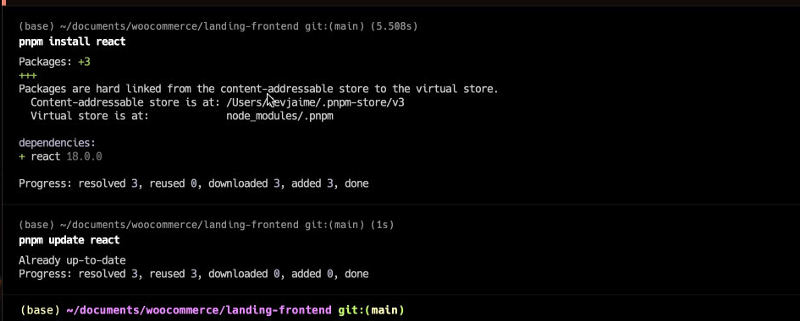 (base) ~/documents/woocommerce/landing-frontend git:(main) (5.508s)
pnpm install react
Packages: +3
+++
Packages are hard linked from the content-addressable store to the virtual store.
Content-addressable store is at: /Users/kevjaime/.pnpm-store/v3
Virtual store is at: node_modules/.pnpm
dependencies:
+ react 18.0.0
Progress: resolved 3, reused 0, downloaded 3, added 3, done
(base) ~/documents/woocommerce/landing-frontend git:(main) (1s)
pnpm update react
Already up-to-date
Progress: resolved 3, reused 3, downloaded 0, added 0, done
(base) ~/documents/woocommerce/landing-frontend git:(main)